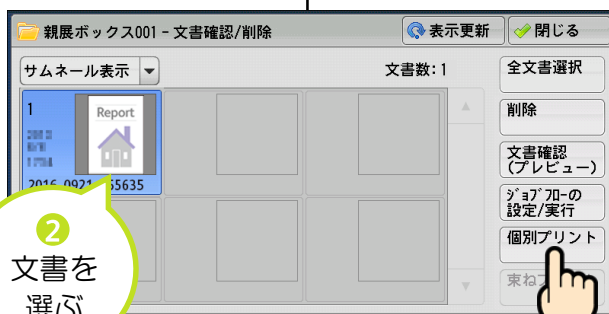 親展ボックス001 - 文書確認/削除
表示更新
閉じる
サムネール表示
文書数: 1
全文書選択
1
Report
削除
文書確認
(プレビュー)
ジョブフローの
設定/実行
個別プリント
2
文書を
選ぶ